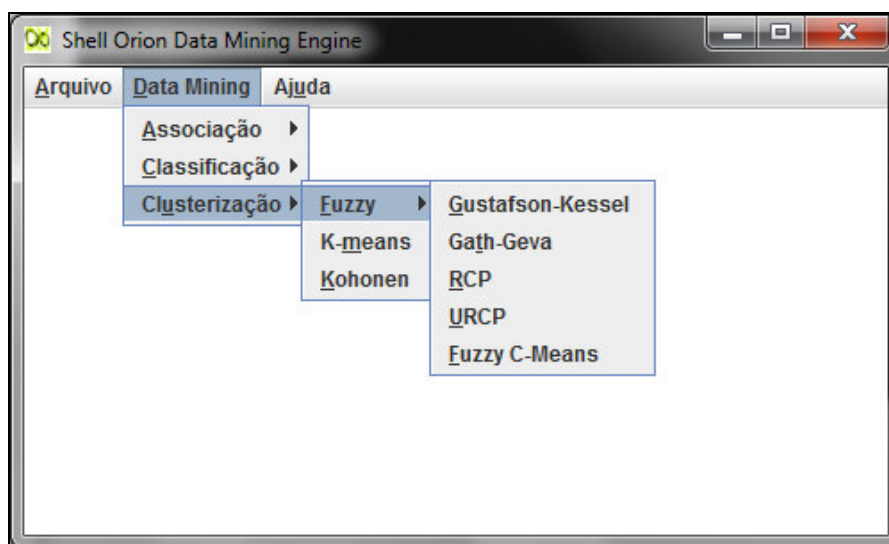 Shell Orion Data Mining Engine
Arquivo Data Mining Ajuda
Associação
Classificação
Clusterização Fuzzy Gustafson-Kessel
K-means Gath-Geva
Kohonen RCP
URCP
Fuzzy C-Means